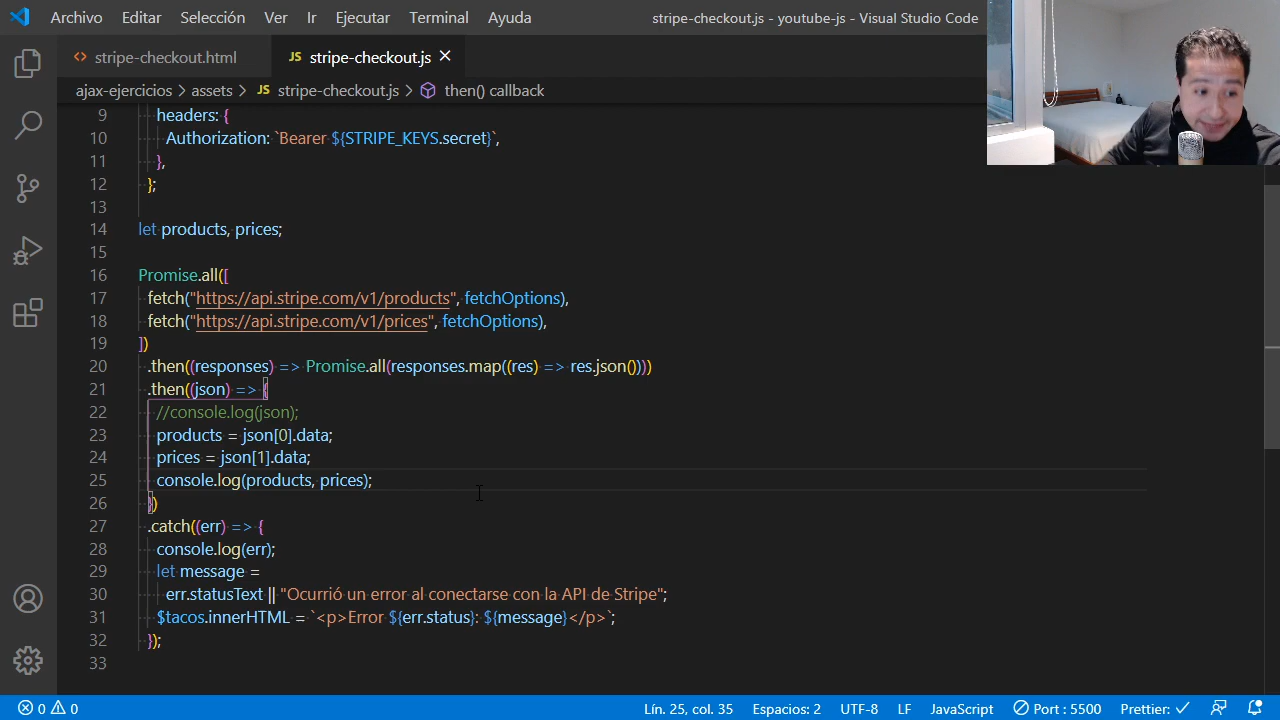 Archivo Editar Selección Ver Ir Ejecutar Terminal Ayuda stripe-checkout.js - youtube-js - Visual Studio Code
stripe-checkout.html JS stripe-checkout.js
ajax-ejercicios > assets > JS stripe-checkout.js > then() callback
9 headers: {
10 Authorization: `Bearer ${STRIPE_KEYS.secret}`,
11 },
12 };
13
14 let products, prices;
15
16 Promise.all([
17 fetch("https://api.stripe.com/v1/products", fetchOptions),
18 fetch("https://api.stripe.com/v1/prices", fetchOptions),
19 ])
20 .then((responses) => Promise.all(responses.map((res) => res.json())))
21 .then((json) => {
22 //console.log(json);
23 products = json[0].data;
24 prices = json[1].data;
25 console.log(products, prices);
26 })
27 .catch((err) => {
28 console.log(err);
29 let message =
30 err.statusText || "Ocurrió un error al conectarse con la API de Stripe";
31 $tacos.innerHTML = `<p>Error ${err.status}: ${message}</p>`;
32 });
33
0 0 Lín. 25, col. 35 Espacios: 2 UTF-8 LF JavaScript Port : 5500 Prettier: ✓